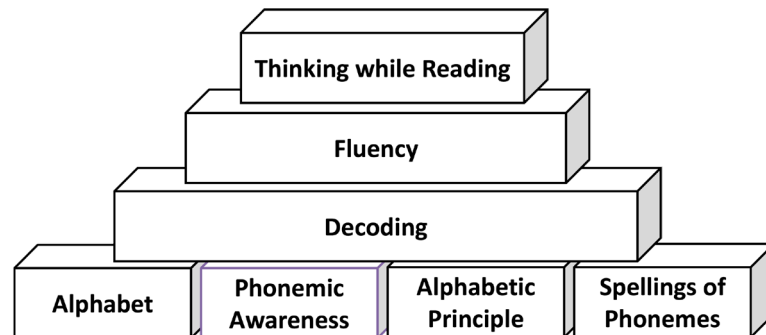 Thinking while Reading
Fluency
Decoding
Alphabet
Phonemic
Awareness
Alphabetic
Principle
Spellings of
Phonemes